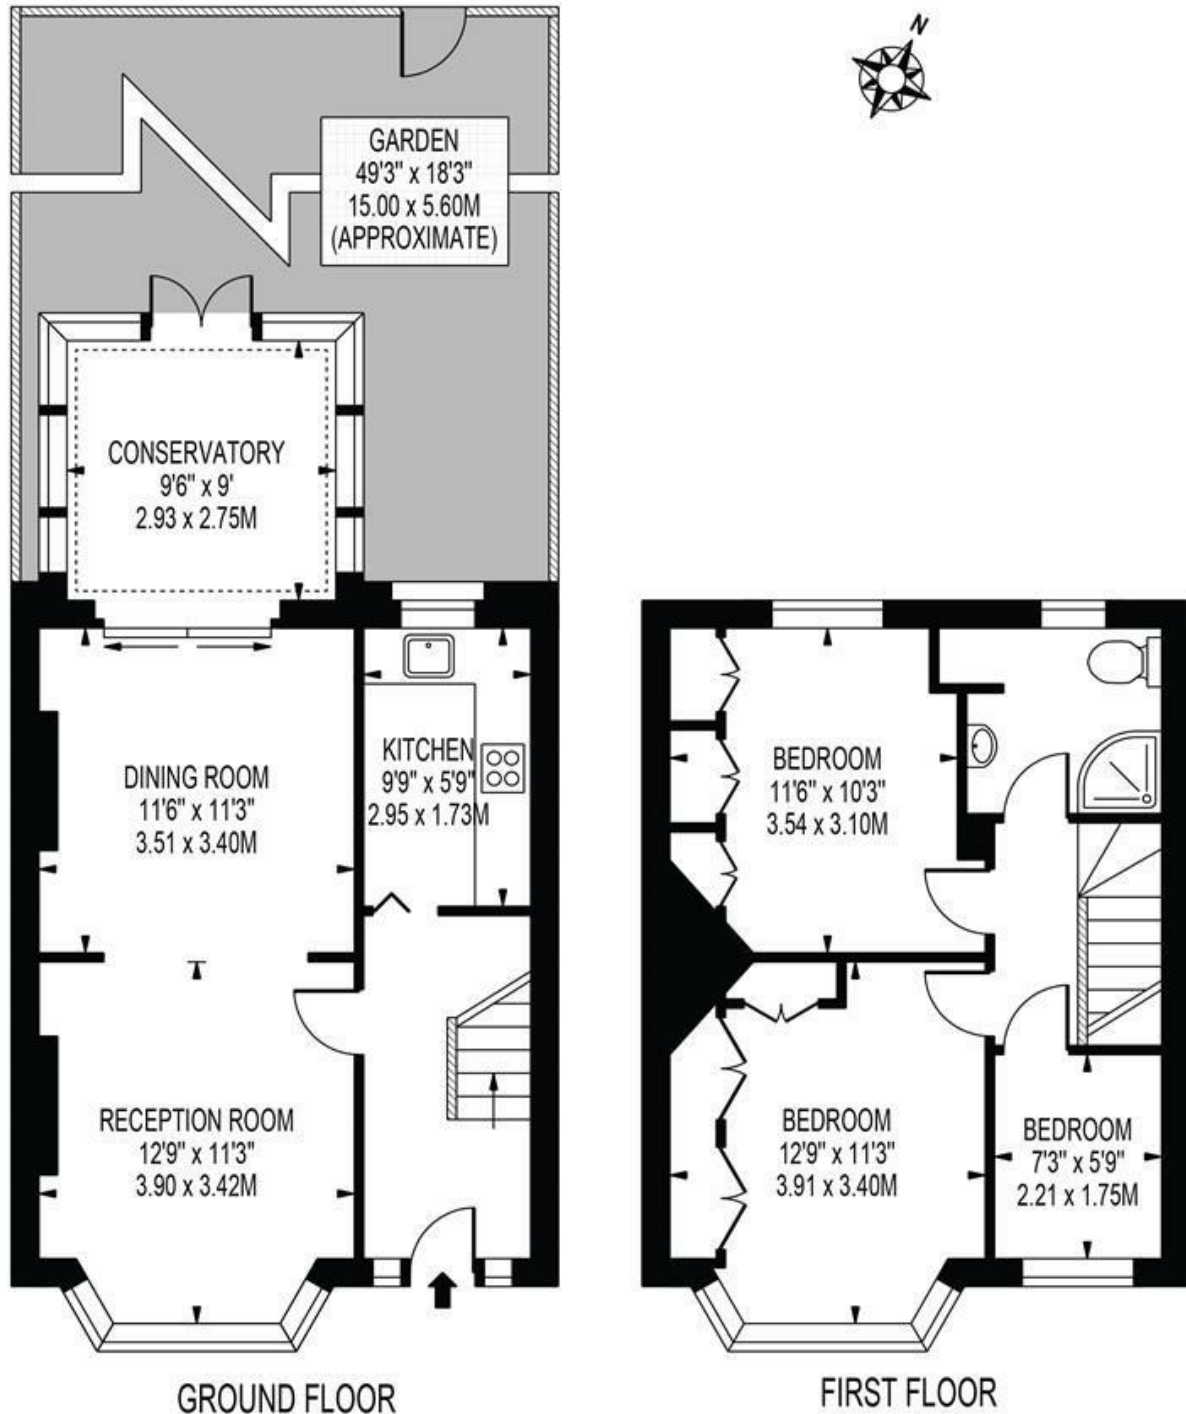 N
GARDEN
49'3" x 18'3"
15.00 x 5.60M
(APPROXIMATE)
CONSERVATORY
9'6" x 9'
2.93 x 2.75M
KITCHEN
9'9" x 5'9"
2.95 x 1.73M
DINING ROOM
11'6" x 11'3"
3.51 x 3.40M
RECEPTION ROOM
12'9" x 11'3"
3.90 x 3.42M
GROUND FLOOR
BEDROOM
11'6" x 10'3"
3.54 x 3.10M
BEDROOM
12'9" x 11'3"
3.91 x 3.40M
BEDROOM
7'3" x 5'9"
2.21 x 1.75M
FIRST FLOOR